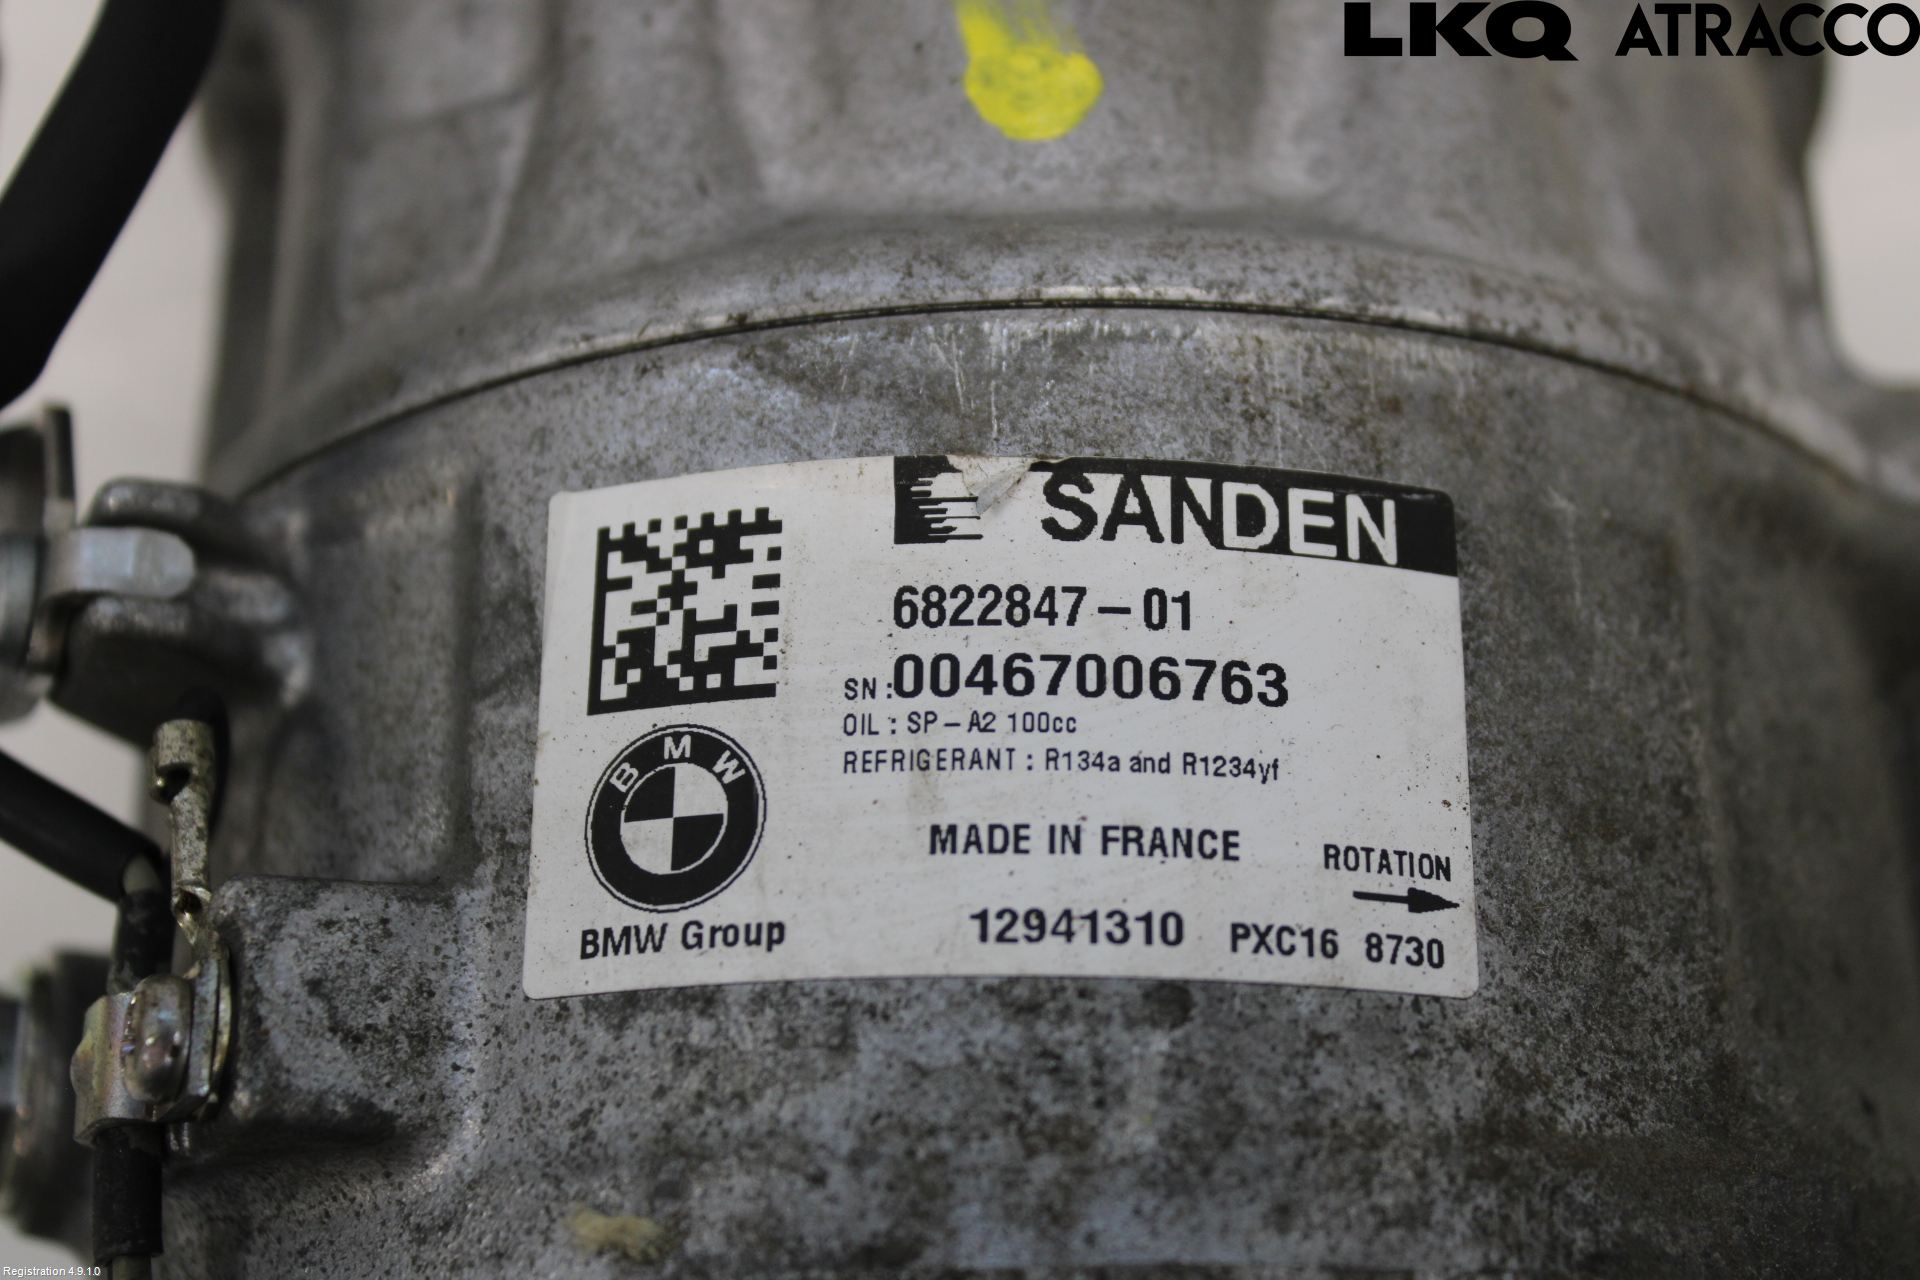 LKQ ATRACCO
SANDEN
6822847-01
SN:00467006763
OIL : SP-A2 100cc
REFRIGERANT : R134a and R1234yf
BMW
MADE IN FRANCE
ROTATION
BMW Group
12941310 PXC16 8730
Registration 4.9.1.0